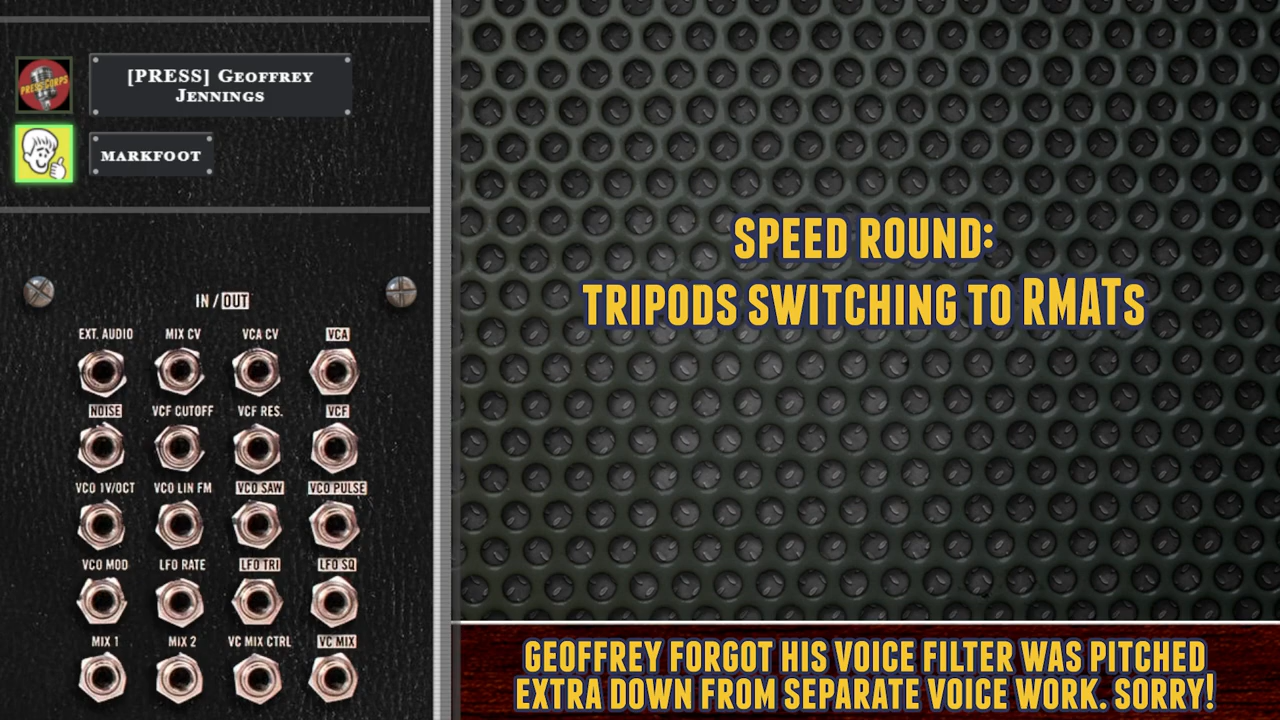 PRESS CORPS
[PRESS] Geoffrey
Jennings
MARKFOOT
IN / OUT
EXT. AUDIO MIX CV VCA CV VCA
NOISE VCF CUTOFF VCF RES. VCF
VCO 1V/OCT VCO LIN FM VCO SAW VCO PULSE
VCO MOD LFO RATE LFO TRI LFO SQ
MIX 1 MIX 2 VC MIX CTRL VC MIX
SPEED ROUND:
TRIPODS SWITCHING TO RMATs
GEOFFREY FORGOT HIS VOICE FILTER WAS PITCHED
EXTRA DOWN FROM SEPARATE VOICE WORK. SORRY!